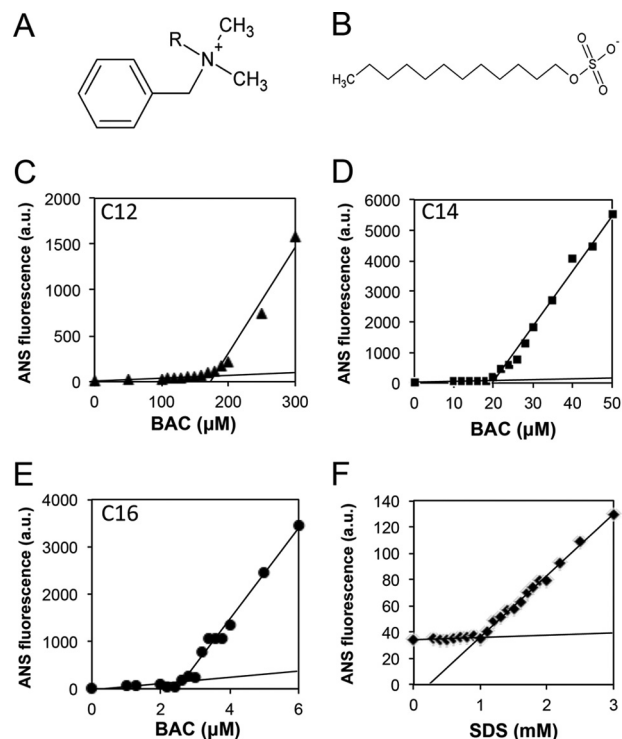 A
B
R
CH₃
N
+
CH₃
H₃C
O
S
O
O⁻
O
C
D
C12
C14
ANS fluorescence (a.u.)
2000
1500
1000
500
0
0 100 200 300
BAC (µM)
ANS fluorescence (a.u.)
6000
5000
4000
3000
2000
1000
0
0 10 20 30 40 50
BAC (µM)
E
F
C16
ANS fluorescence (a.u.)
4000
3000
2000
1000
0
0 2 4 6
BAC (µM)
ANS fluorescence (a.u.)
140
120
100
80
60
40
20
0
0 1 2 3
SDS (mM)